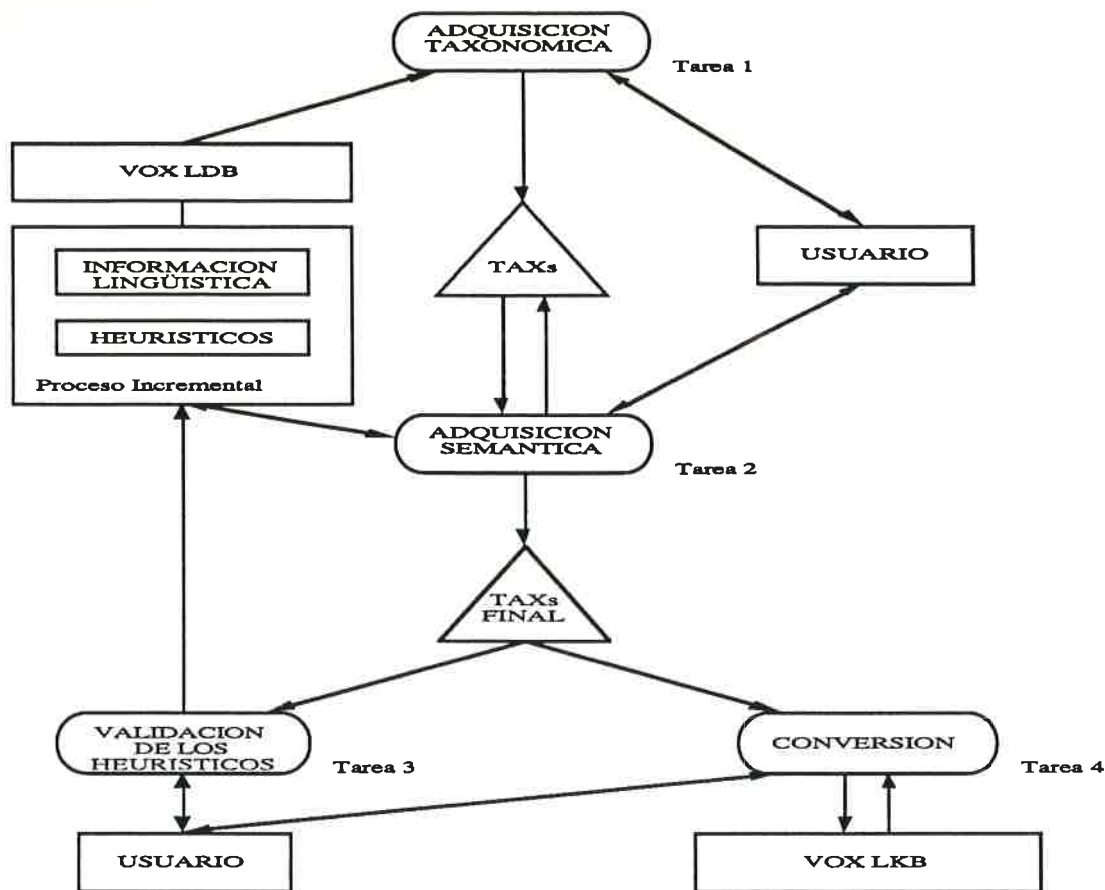 ADQUISICION
TAXONOMICA
Tarea 1
VOX LDB
INFORMACION
LINGÜISTICA
HEURISTICOS
Proceso Incremental
TAXs
USUARIO
ADQUISICION
SEMANTICA
Tarea 2
TAXs
FINAL
VALIDACION
DE LOS
HEURISTICOS
Tarea 3
CONVERSION
Tarea 4
USUARIO
VOX LKB